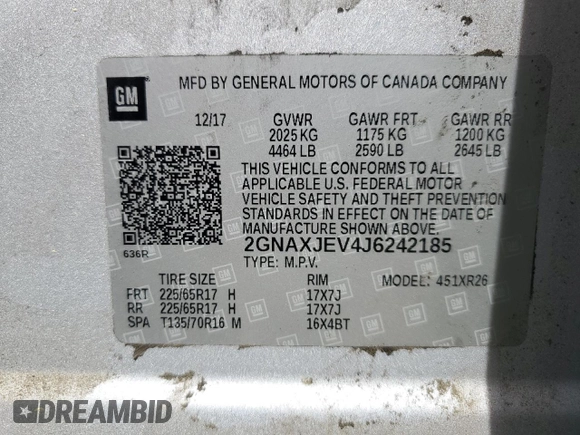 GM
MFD BY GENERAL MOTORS OF CANADA COMPANY
12/17 GVWR GAWR FRT GAWR RR
2025 KG 1175 KG 1200 KG
4464 LB 2590 LB 2645 LB
THIS VEHICLE CONFORMS TO ALL
APPLICABLE U.S. FEDERAL MOTOR
VEHICLE SAFETY AND THEFT PREVENTION
STANDARDS IN EFFECT ON THE DATE OF
MANUFACTURE SHOWN ABOVE.
636R
2GNAXJEV4J6242185
TYPE: M.P.V. MODEL: 451XR26
TIRE SIZE RIM
FRT 225/65R17 H 17X7J
RR 225/65R17 H 17X7J
SPA T135/70R16 M 16X4BT
DREAMBID